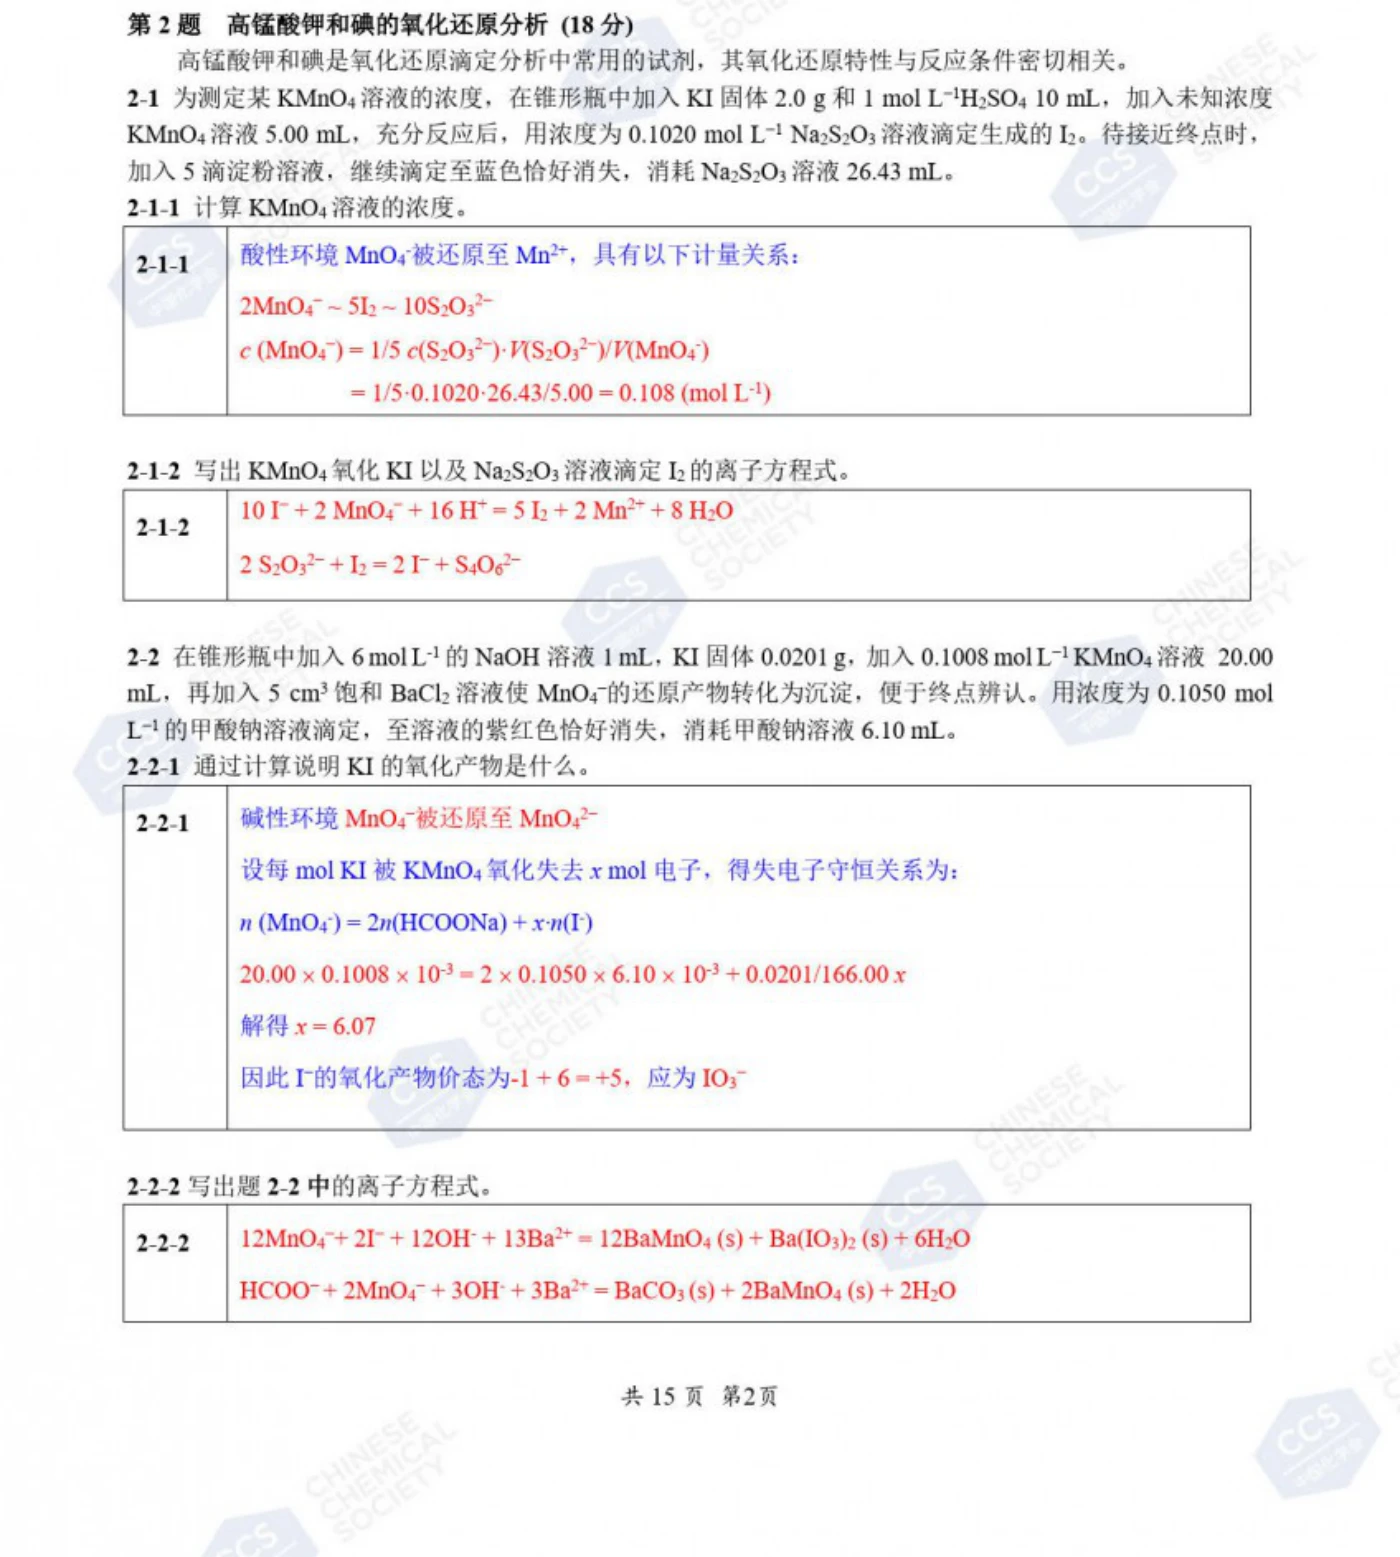 第 2 题 高锰酸钾和碘的氧化还原分析 (18 分)
高锰酸钾和碘是氧化还原滴定分析中常用的试剂，其氧化还原特性与反应条件密切相关。
2-1 为测定某 KMnO₄ 溶液的浓度，在锥形瓶中加入 KI 固体 2.0 g 和 1 mol L⁻¹H₂SO₄ 10 mL，加入未知浓度
KMnO₄ 溶液 5.00 mL，充分反应后，用浓度为 0.1020 mol L⁻¹ Na₂S₂O₃ 溶液滴定生成的 I₂。待接近终点时，
加入 5 滴淀粉溶液，继续滴定至蓝色恰好消失，消耗 Na₂S₂O₃ 溶液 26.43 mL。
2-1-1 计算 KMnO₄ 溶液的浓度。
2-1-1
酸性环境 MnO₄⁻被还原至 Mn²⁺，具有以下计量关系：
2MnO₄⁻ ~ 5I₂ ~ 10S₂O₃²⁻
c (MnO₄⁻) = 1/5 c(S₂O₃²⁻)·V(S₂O₃²⁻)/V(MnO₄⁻)
= 1/5·0.1020·26.43/5.00 = 0.108 (mol L⁻¹)
2-1-2 写出 KMnO₄ 氧化 KI 以及 Na₂S₂O₃ 溶液滴定 I₂ 的离子方程式。
2-1-2
10 I⁻ + 2 MnO₄⁻ + 16 H⁺ = 5 I₂ + 2 Mn²⁺ + 8 H₂O
2 S₂O₃²⁻ + I₂ = 2 I⁻ + S₄O₆²⁻
2-2 在锥形瓶中加入 6 mol L⁻¹ 的 NaOH 溶液 1 mL，KI 固体 0.0201 g，加入 0.1008 mol L⁻¹ KMnO₄ 溶液 20.00
mL，再加入 5 cm³ 饱和 BaCl₂ 溶液使 MnO₄⁻的还原产物转化为沉淀，便于终点辨认。用浓度为 0.1050 mol
L⁻¹ 的甲酸钠溶液滴定，至溶液的紫红色恰好消失，消耗甲酸钠溶液 6.10 mL。
2-2-1 通过计算说明 KI 的氧化产物是什么。
2-2-1
碱性环境 MnO₄⁻被还原至 MnO₄²⁻
设每 mol KI 被 KMnO₄ 氧化失去 x mol 电子，得失电子守恒关系为：
n (MnO₄⁻) = 2n(HCOONa) + x·n(I⁻)
20.00 × 0.1008 × 10⁻³ = 2 × 0.1050 × 6.10 × 10⁻³ + 0.0201/166.00 x
解得 x = 6.07
因此 I⁻的氧化产物价态为-1 + 6 = +5，应为 IO₃⁻
2-2-2 写出题 2-2 中的离子方程式。
2-2-2
12MnO₄⁻+ 2I⁻ + 12OH⁻ + 13Ba²⁺ = 12BaMnO₄ (s) + Ba(IO₃)₂ (s) + 6H₂O
HCOO⁻ + 2MnO₄⁻ + 3OH⁻ + 3Ba²⁺ = BaCO₃ (s) + 2BaMnO₄ (s) + 2H₂O
共 15 页 第2页
CCS
CHINESE
CHEMICAL
SOCIETY